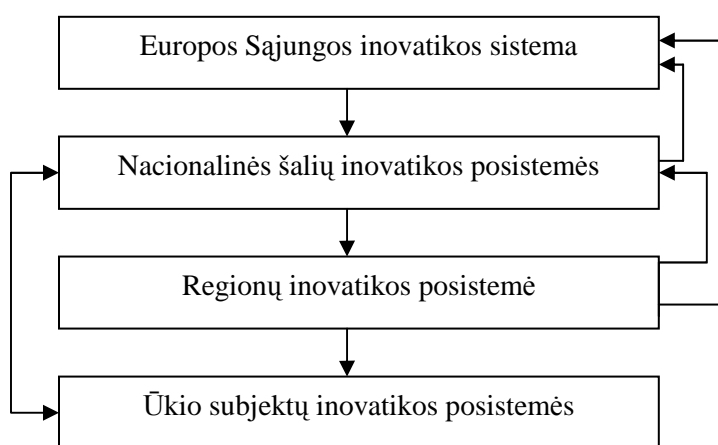 Europos Sąjungos inovatikos sistema
Nacionalinės šalių inovatikos posistemės
Regionų inovatikos posistemė
Ūkio subjektų inovatikos posistemės